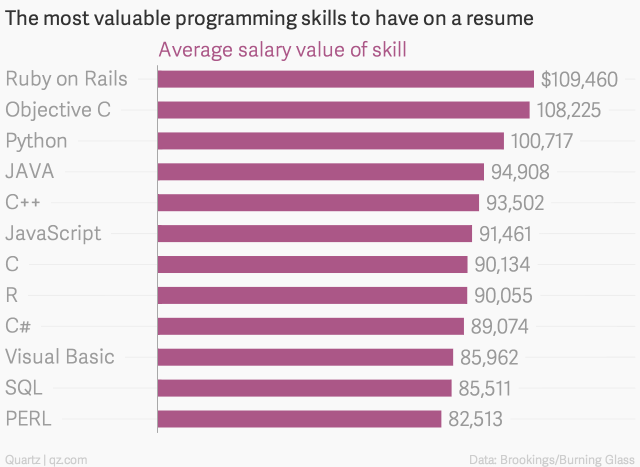 The most valuable programming skills to have on a resume
Average salary value of skill
Ruby on Rails $109,460
Objective C 108,225
Python 100,717
JAVA 94,908
C++ 93,502
JavaScript 91,461
C 90,134
R 90,055
C# 89,074
Visual Basic 85,962
SQL 85,511
PERL 82,513
Quartz | qz.com Data: Brookings/Burning Glass